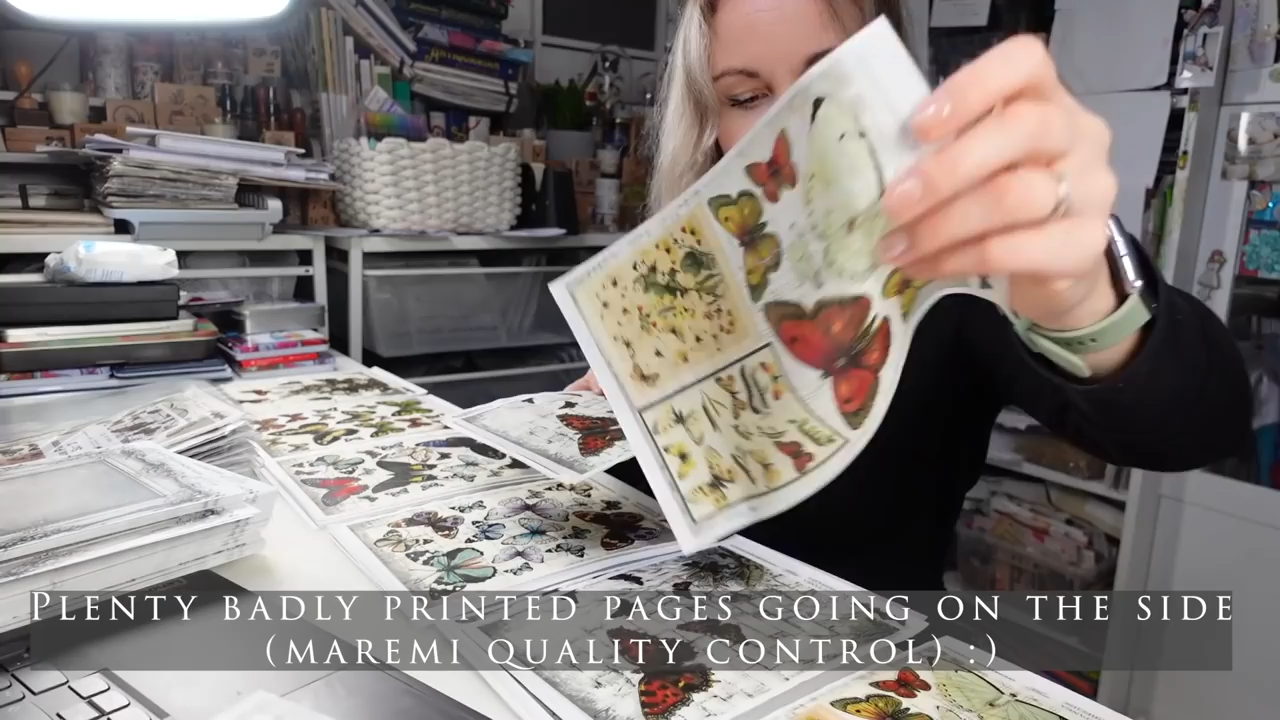 Plenty badly printed pages going on the side
(maremi quality control) :)